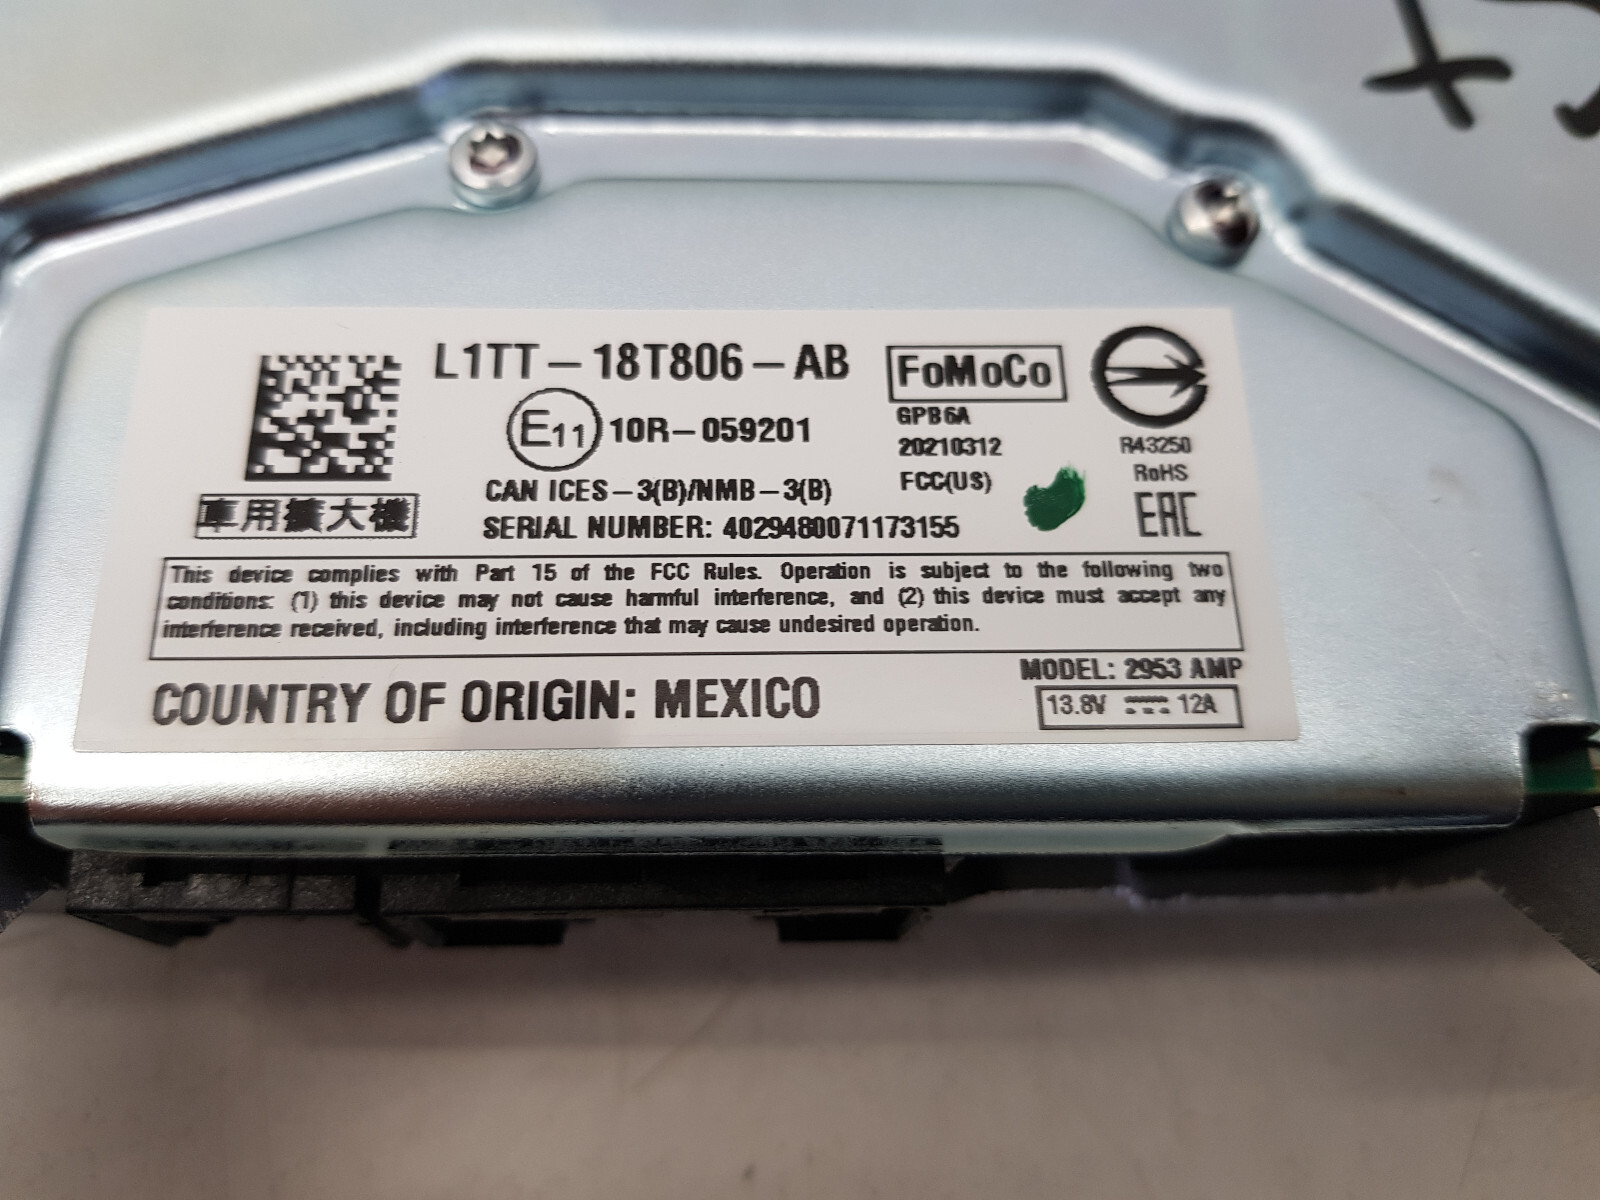 L1TT-18T806-AB
FoMoCo
E11 10R-059201
GPB6A
20210312
R43250
CAN ICES-3(B)/NMB-3(B)
FCC(US)
RoHS
車用擴大機
SERIAL NUMBER: 4029480071173155
EAC
This device complies with Part 15 of the FCC Rules. Operation is subject to the following two
conditions: (1) this device may not cause harmful interference, and (2) this device must accept any
interference received, including interference that may cause undesired operation.
COUNTRY OF ORIGIN: MEXICO
MODEL: 2953 AMP
13.8V ⎓ 12A